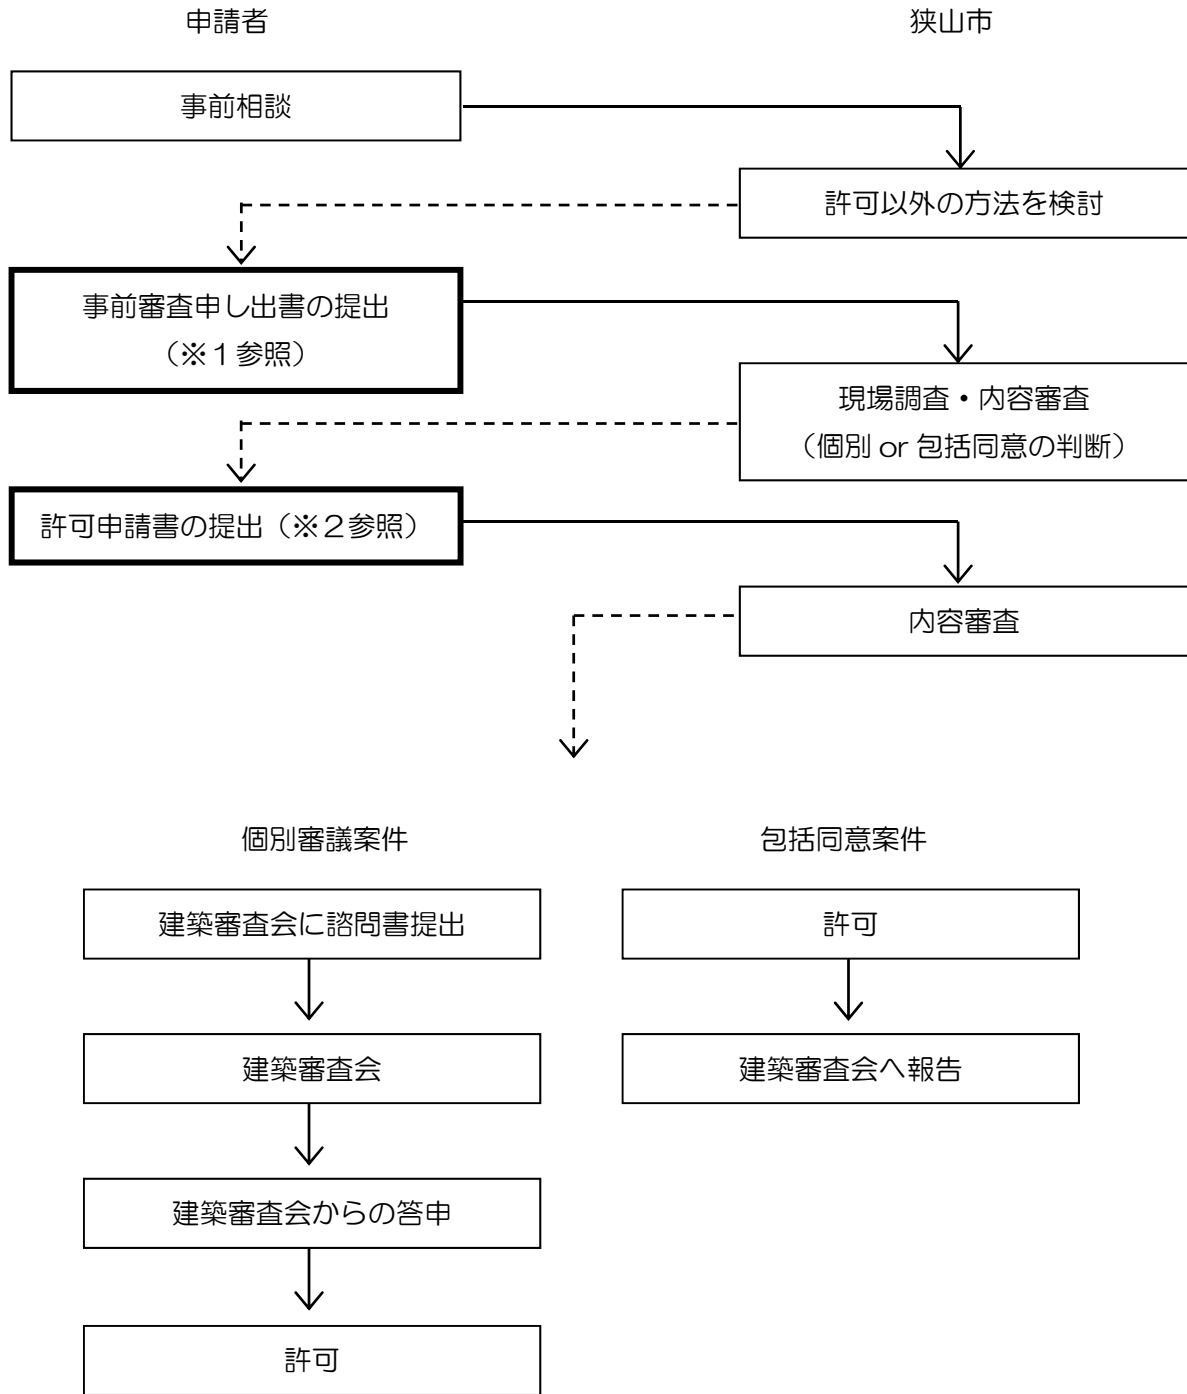 申請者
狭山市
事前相談
許可以外の方法を検討
事前審査申し出書の提出
（※１参照）
現場調査・内容審査
（個別 or 包括同意の判断）
許可申請書の提出（※２参照）
内容審査
個別審議案件
包括同意案件
建築審査会に諮問書提出
許可
建築審査会
建築審査会へ報告
建築審査会からの答申
許可